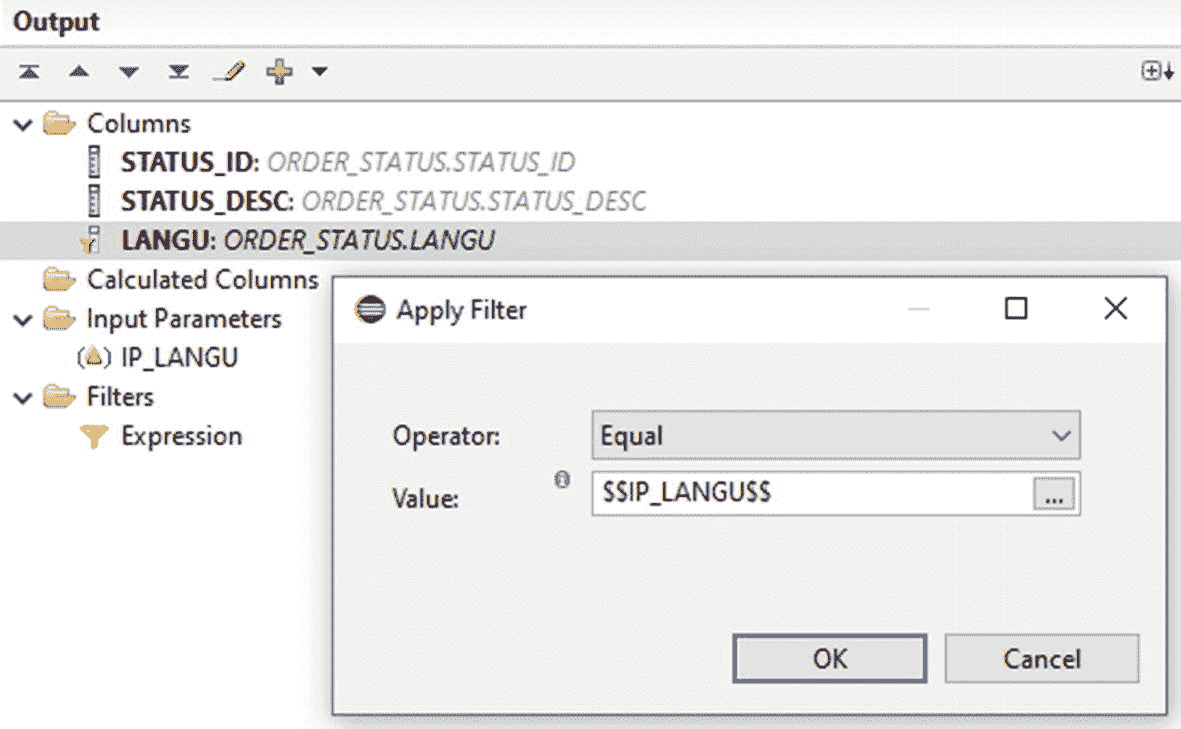 Output
Columns
STATUS_ID: ORDER_STATUS.STATUS_ID
STATUS_DESC: ORDER_STATUS.STATUS_DESC
LANGU: ORDER_STATUS.LANGU
Calculated Columns
Input Parameters
IP_LANGU
Filters
Expression
Apply Filter
Operator: Equal
Value: $$IP_LANGU$$ ...
OK Cancel